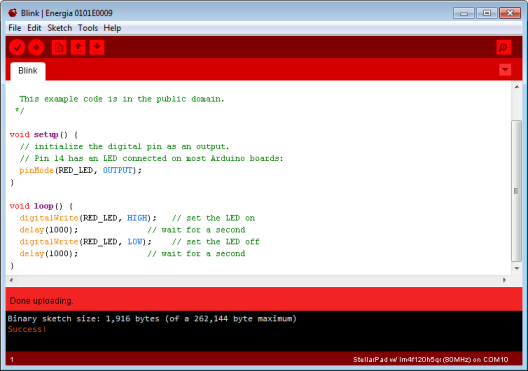 Blink | Energia 0101E0009
File Edit Sketch Tools Help
Blink
This example code is in the public domain.
*/
void setup() {
// initialize the digital pin as an output.
// Pin 14 has an LED connected on most Arduino boards:
pinMode(RED_LED, OUTPUT);
}
void loop() {
digitalWrite(RED_LED, HIGH); // set the LED on
delay(1000); // wait for a second
digitalWrite(RED_LED, LOW); // set the LED off
delay(1000); // wait for a second
}
Done uploading.
Binary sketch size: 1,916 bytes (of a 262,144 byte maximum)
Success!
1 StellarPad w/ lm4f120h5qr (80MHz) on COM10